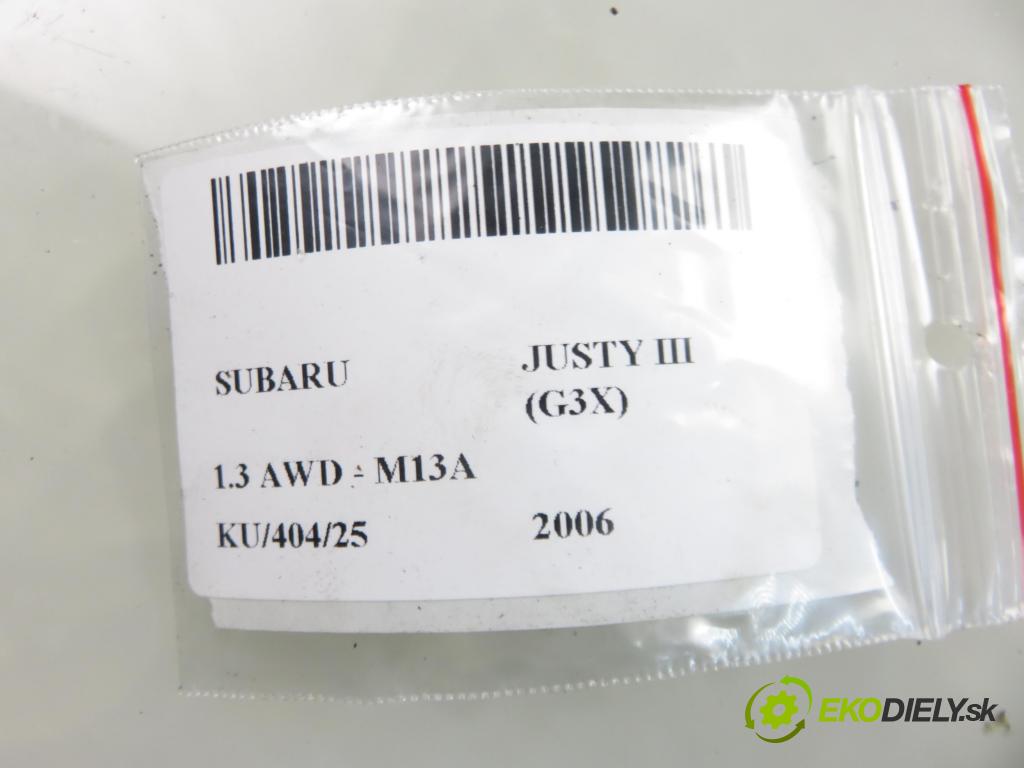 SUBARU JUSTY III
(G3X)
1.3 AWD - M13A
KU/404/25 2006
EKODIELY.sk